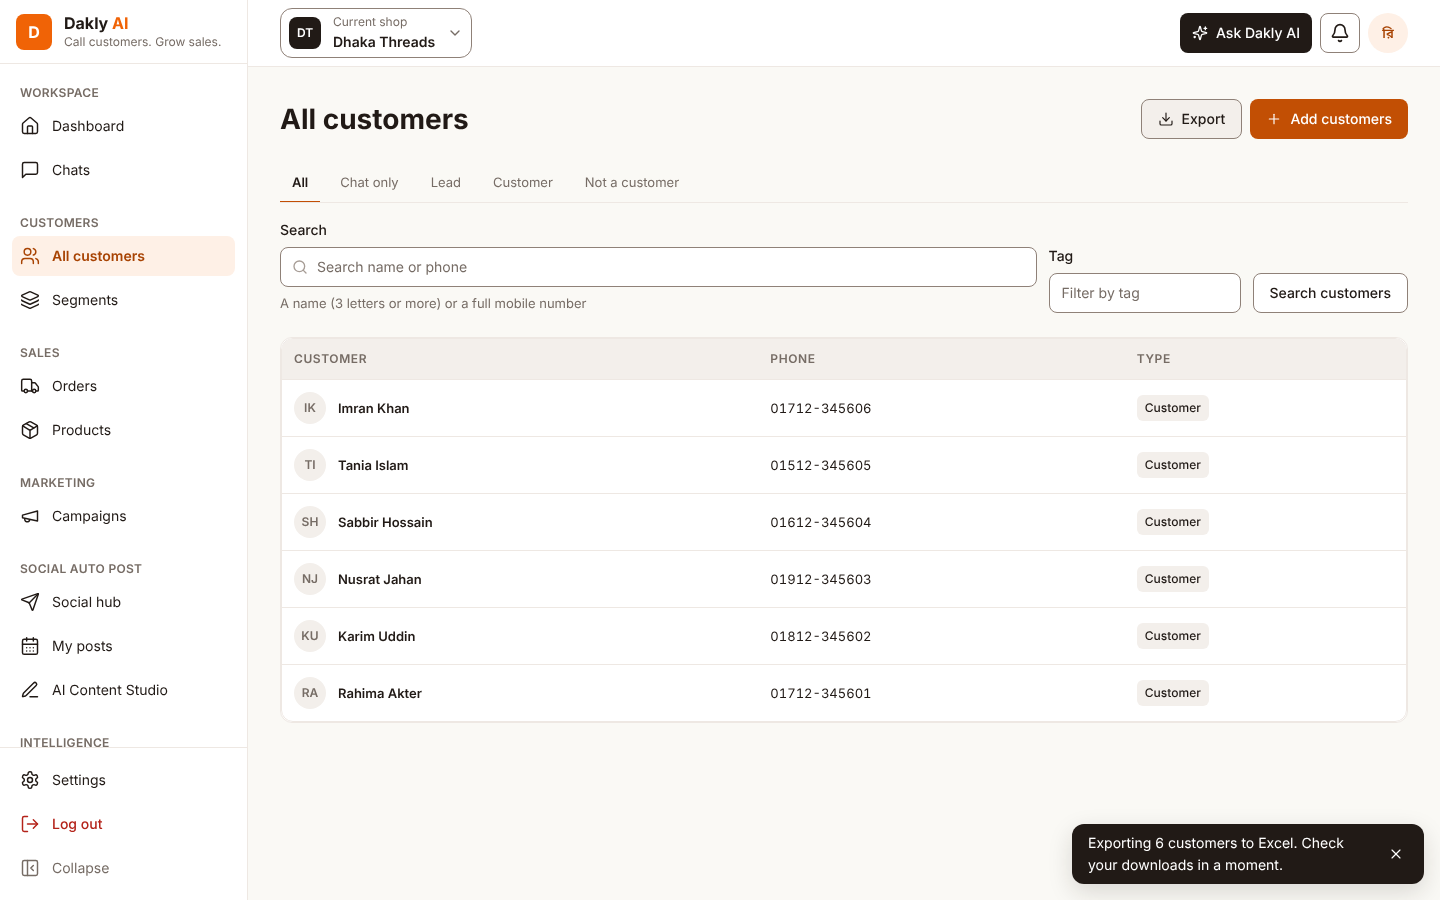 D
Dakly AI
Call customers. Grow sales.
WORKSPACE
Dashboard
Chats
CUSTOMERS
All customers
Segments
SALES
Orders
Products
MARKETING
Campaigns
SOCIAL AUTO POST
Social hub
My posts
AI Content Studio
INTELLIGENCE
Settings
Log out
Collapse
DT
Current shop
Dhaka Threads
Ask Dakly AI
রি
All customers
Export
Add customers
All Chat only Lead Customer Not a customer
Search
Search name or phone
A name (3 letters or more) or a full mobile number
Tag
Filter by tag
Search customers
CUSTOMER PHONE TYPE
IK Imran Khan 01712-345606 Customer
TI Tania Islam 01512-345605 Customer
SH Sabbir Hossain 01612-345604 Customer
NJ Nusrat Jahan 01912-345603 Customer
KU Karim Uddin 01812-345602 Customer
RA Rahima Akter 01712-345601 Customer
Exporting 6 customers to Excel. Check
your downloads in a moment.